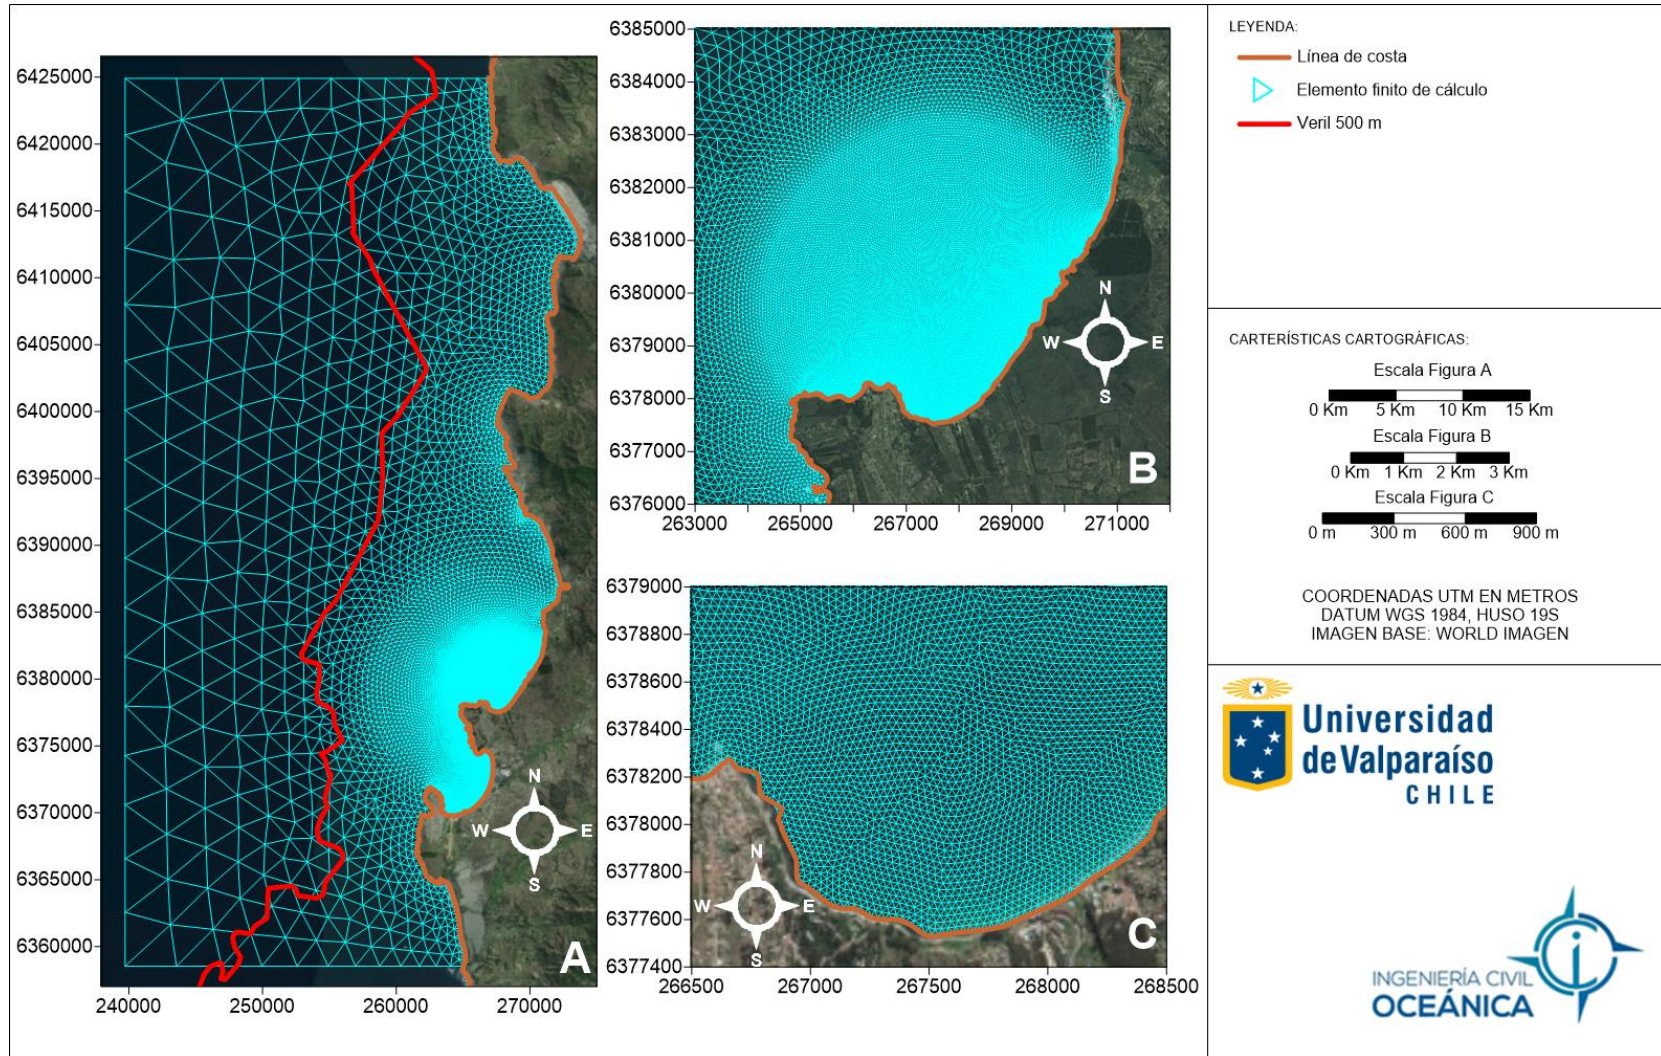 6425000
6420000
6415000
6410000
6405000
6400000
6395000
6390000
6385000
6380000
6375000
6370000
6365000
6360000
240000 250000 260000 270000
N
W E
S
A
6385000
6384000
6383000
6382000
6381000
6380000
6379000
6378000
6377000
6376000
263000 265000 267000 269000 271000
N
W E
S
B
6379000
6378800
6378600
6378400
6378200
6378000
6377800
6377600
6377400
266500 267000 267500 268000 268500
N
W E
S
C
LEYENDA:
Línea de costa
Elemento finito de cálculo
Veril 500 m
CARTERÍSTICAS CARTOGRÁFICAS:
Escala Figura A
0 Km 5 Km 10 Km 15 Km
Escala Figura B
0 Km 1 Km 2 Km 3 Km
Escala Figura C
0 m 300 m 600 m 900 m
COORDENADAS UTM EN METROS
DATUM WGS 1984, HUSO 19S
IMAGEN BASE: WORLD IMAGEN
Universidad
de Valparaíso
CHILE
i
INGENIERÍA CIVIL
OCEÁNICA